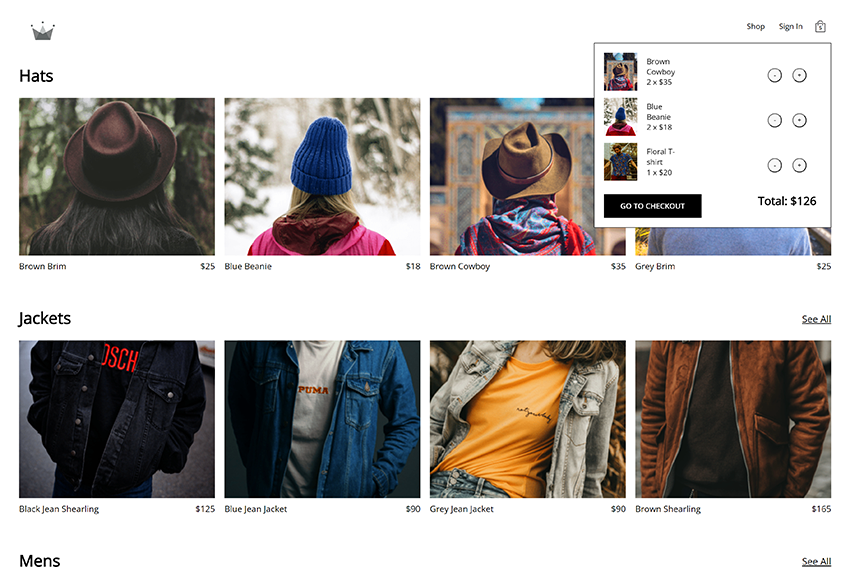 Shop Sign In
5
Hats
Brown
Cowboy
2 x $35
- +
Blue
Beanie
2 x $18
- +
Floral T-
shirt
1 x $20
- +
GO TO CHECKOUT Total: $126
Brown Brim $25
Blue Beanie $18
Brown Cowboy $35
Grey Brim $25
Jackets See All
OSCH
PUMA
Black Jean Shearling $125
Blue Jean Jacket $90
Grey Jean Jacket $90
Brown Shearling $165
Mens See All